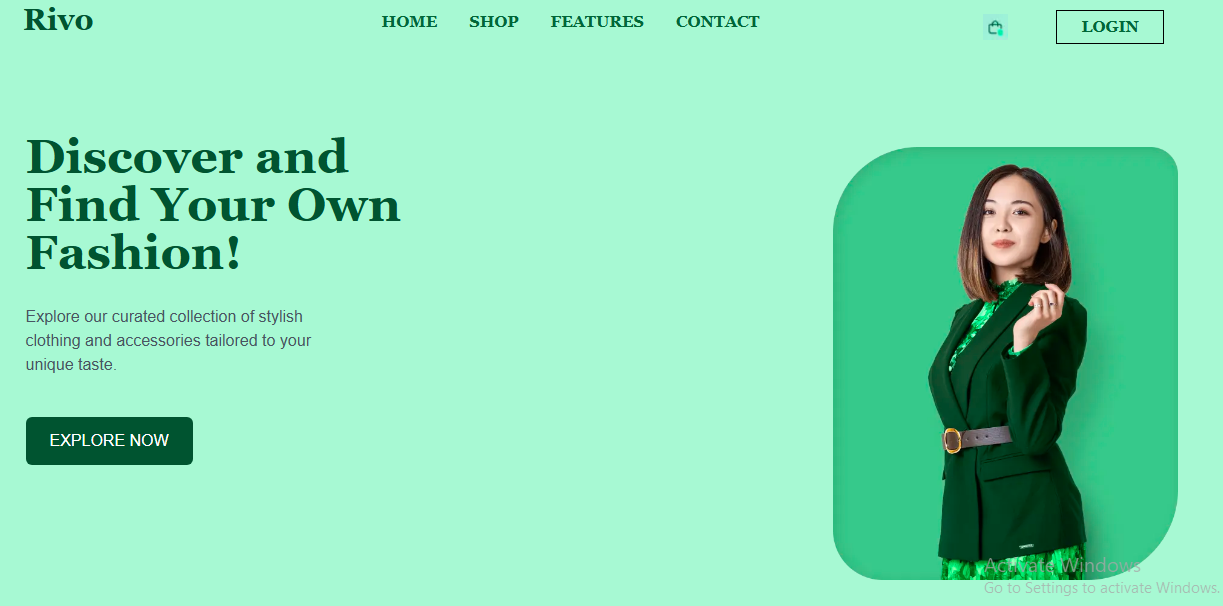 Rivo
HOME
SHOP
FEATURES
CONTACT
LOGIN
Discover and
Find Your Own
Fashion!
Explore our curated collection of stylish
clothing and accessories tailored to your
unique taste.
EXPLORE NOW
Activate Windows
Go to Settings to activate Windows.